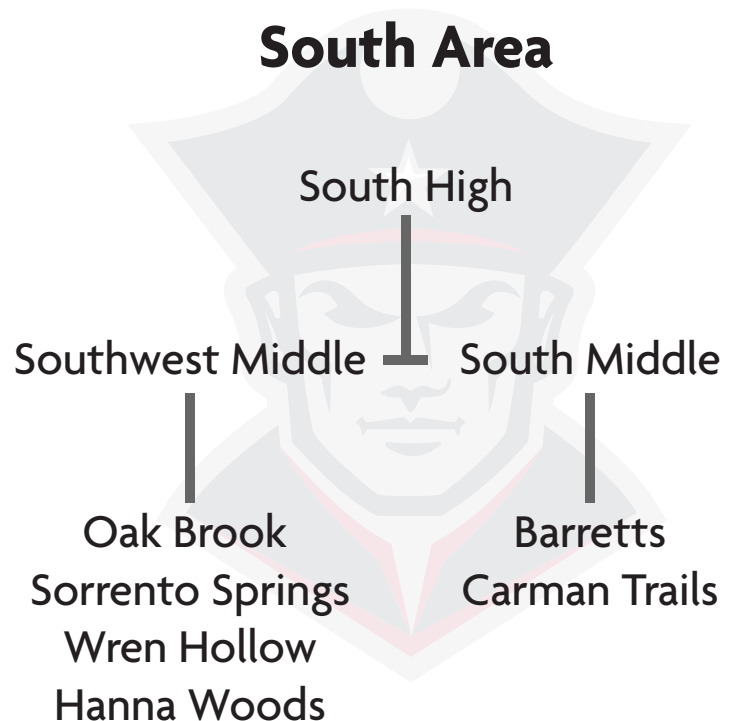 South Area
South High
Southwest Middle
South Middle
Oak Brook
Sorrento Springs
Wren Hollow
Hanna Woods
Barretts
Carman Trails